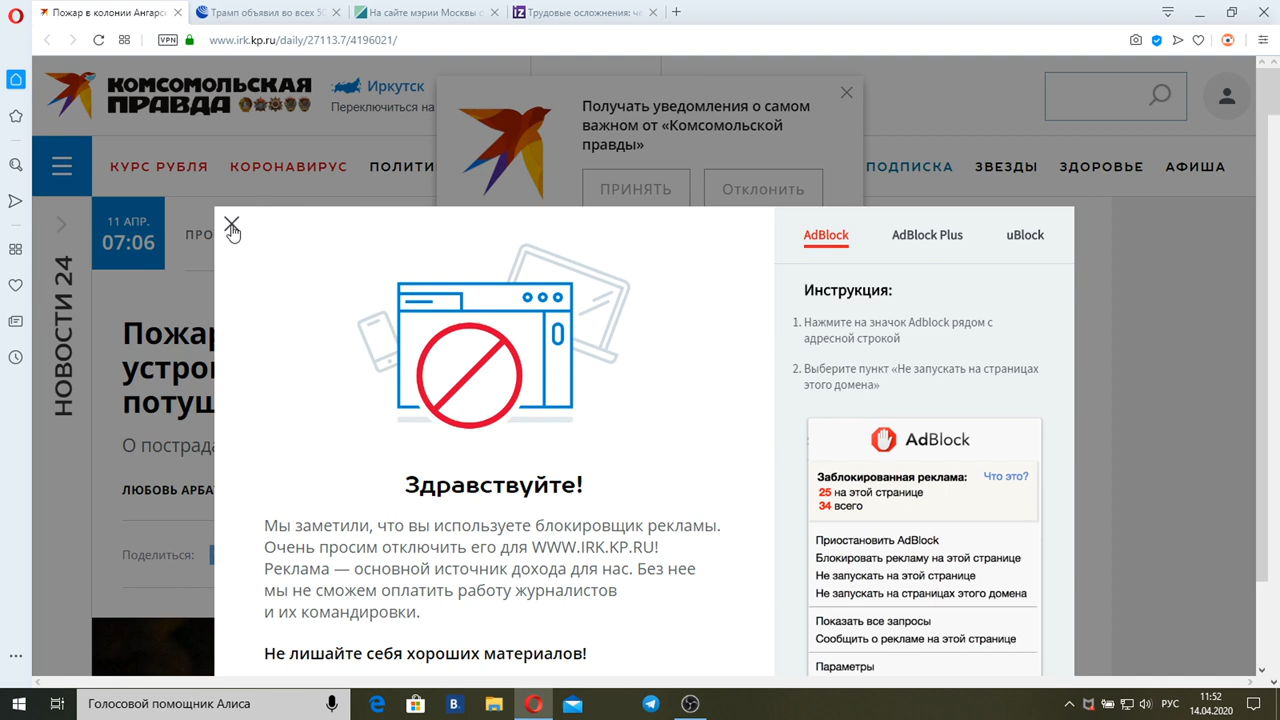 Пожар в колонии Ангарс
Трамп объявил во всех 50
На сайте мэрии Москвы с
Трудовые осложнения: че
VPN
www.irk.kp.ru/daily/27113.7/4196021/
КОМСОМОЛЬСКАЯ
ПРАВДА
Иркутск
Переключиться на
Получать уведомления о самом
важном от «Комсомольской
правды»
ПРИНЯТЬ
Отклонить
КУРС РУБЛЯ
КОРОНАВИРУС
ПОЛИТИ
ПОДПИСКА
ЗВЕЗДЫ
ЗДОРОВЬЕ
АФИША
НОВОСТИ 24
11 АПР.
07:06
ПРО
Пожар
устро
потуш
О пострада
ЛЮБОВЬ АРБА
Поделиться:
Здравствуйте!
Мы заметили, что вы используете блокировщик рекламы.
Очень просим отключить его для WWW.IRK.KP.RU!
Реклама — основной источник дохода для нас. Без нее
мы не сможем оплатить работу журналистов
и их командировки.
Не лишайте себя хороших материалов!
AdBlock
AdBlock Plus
uBlock
Инструкция:
1. Нажмите на значок Adblock рядом с
адресной строкой
2. Выберите пункт «Не запускать на страницах
этого домена»
AdBlock
Заблокированная реклама:
Что это?
25 на этой странице
34 всего
Приостановить AdBlock
Блокировать рекламу на этой странице
Не запускать на этой странице
Не запускать на страницах этого домена
Показать все запросы
Сообщить о рекламе на этой странице
Параметры
Голосовой помощник Алиса
B
РУС
11:52
14.04.2020